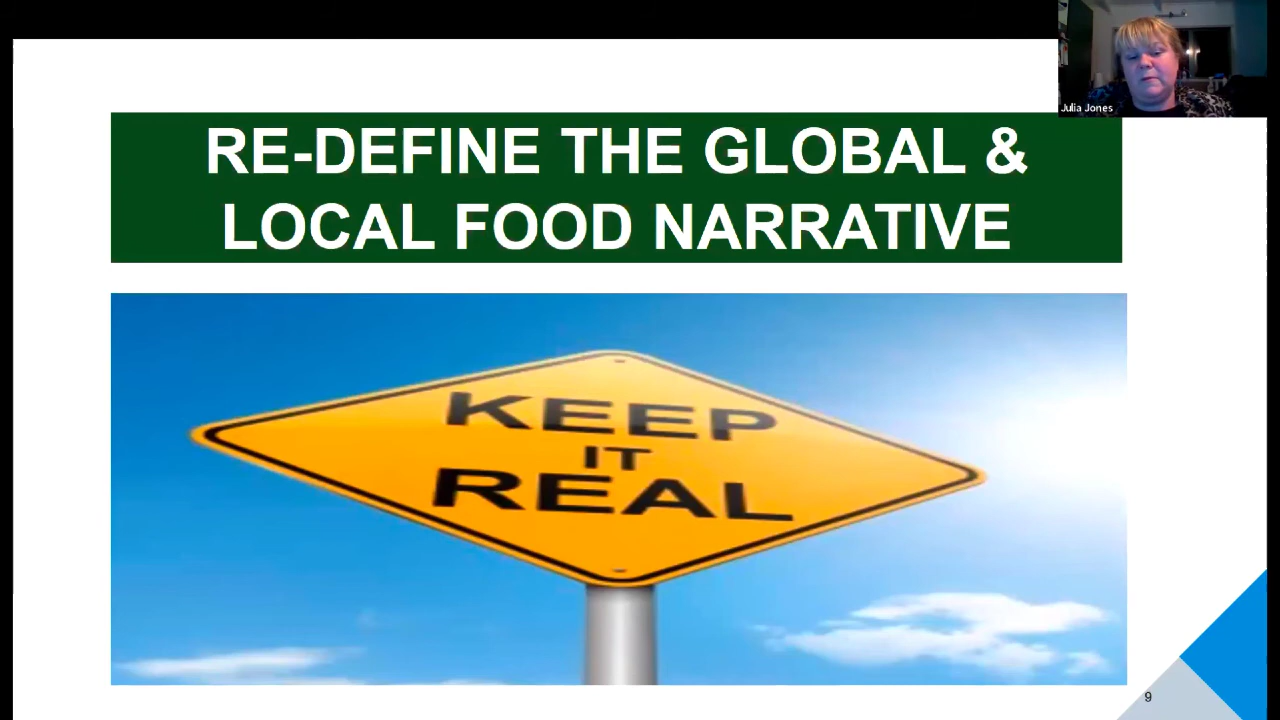 Julia Jones
RE-DEFINE THE GLOBAL &
LOCAL FOOD NARRATIVE
KEEP
IT
REAL
9